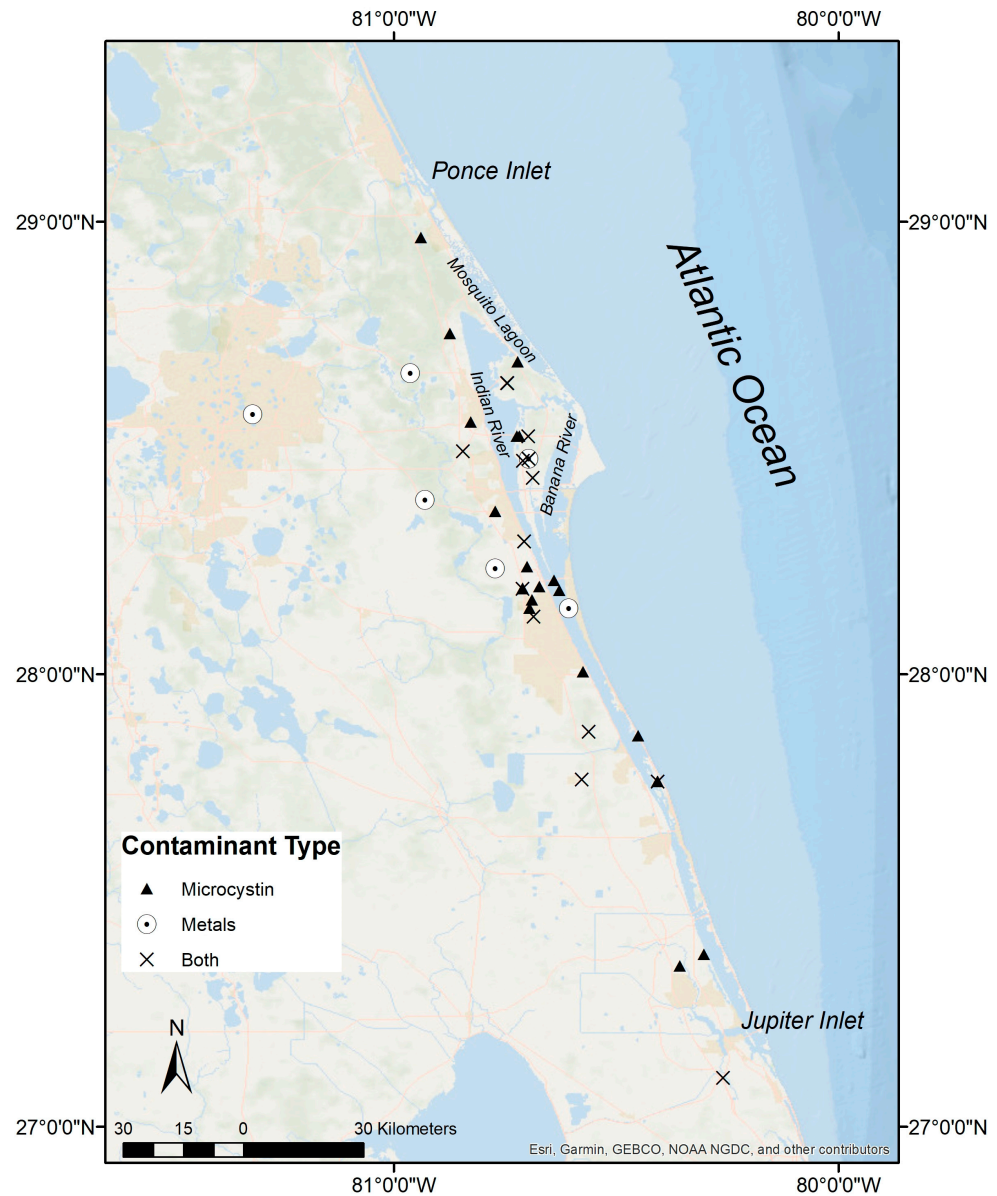 81°0'0"W 80°0'0"W
Ponce Inlet
29°0'0"N 29°0'0"N
Atlantic Ocean
Mosquito Lagoon
Indian River
Banana River
28°0'0"N 28°0'0"N
Contaminant Type
Microcystin
Metals
Both
Jupiter Inlet
N
30 15 0 30 Kilometers
27°0'0"N 27°0'0"N
Esri, Garmin, GEBCO, NOAA NGDC, and other contributors
81°0'0"W 80°0'0"W